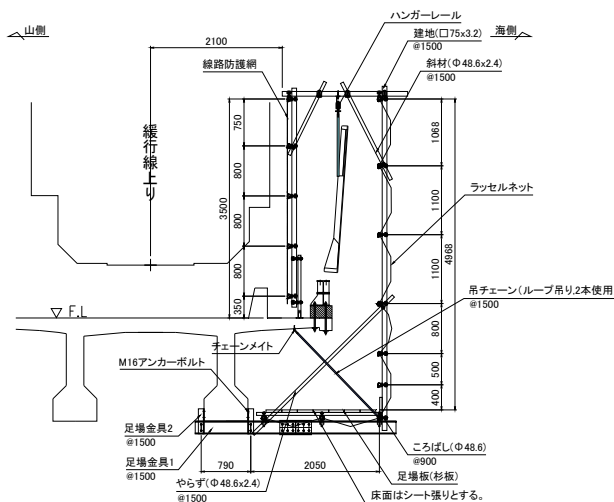 山側
海側
ハンガーレール
建地(□75x3.2)
@1500
斜材(Φ48.6x2.4)
@1500
2100
線路防護網
緩行線上り
750
800
800
800
350
3500
1068
1100
1100
800
500
400
4968
ラッセルネット
吊チェーン(ループ吊り,2本使用
@1500
▽ F.L
チェーンメイト
M16アンカーボルト
足場金具2
@1500
足場金具1
@1500
790
2050
やらず(Φ48.6x2.4)
@1500
ころばし(Φ48.6)
@900
足場板(杉板)
床面はシート張りとする。